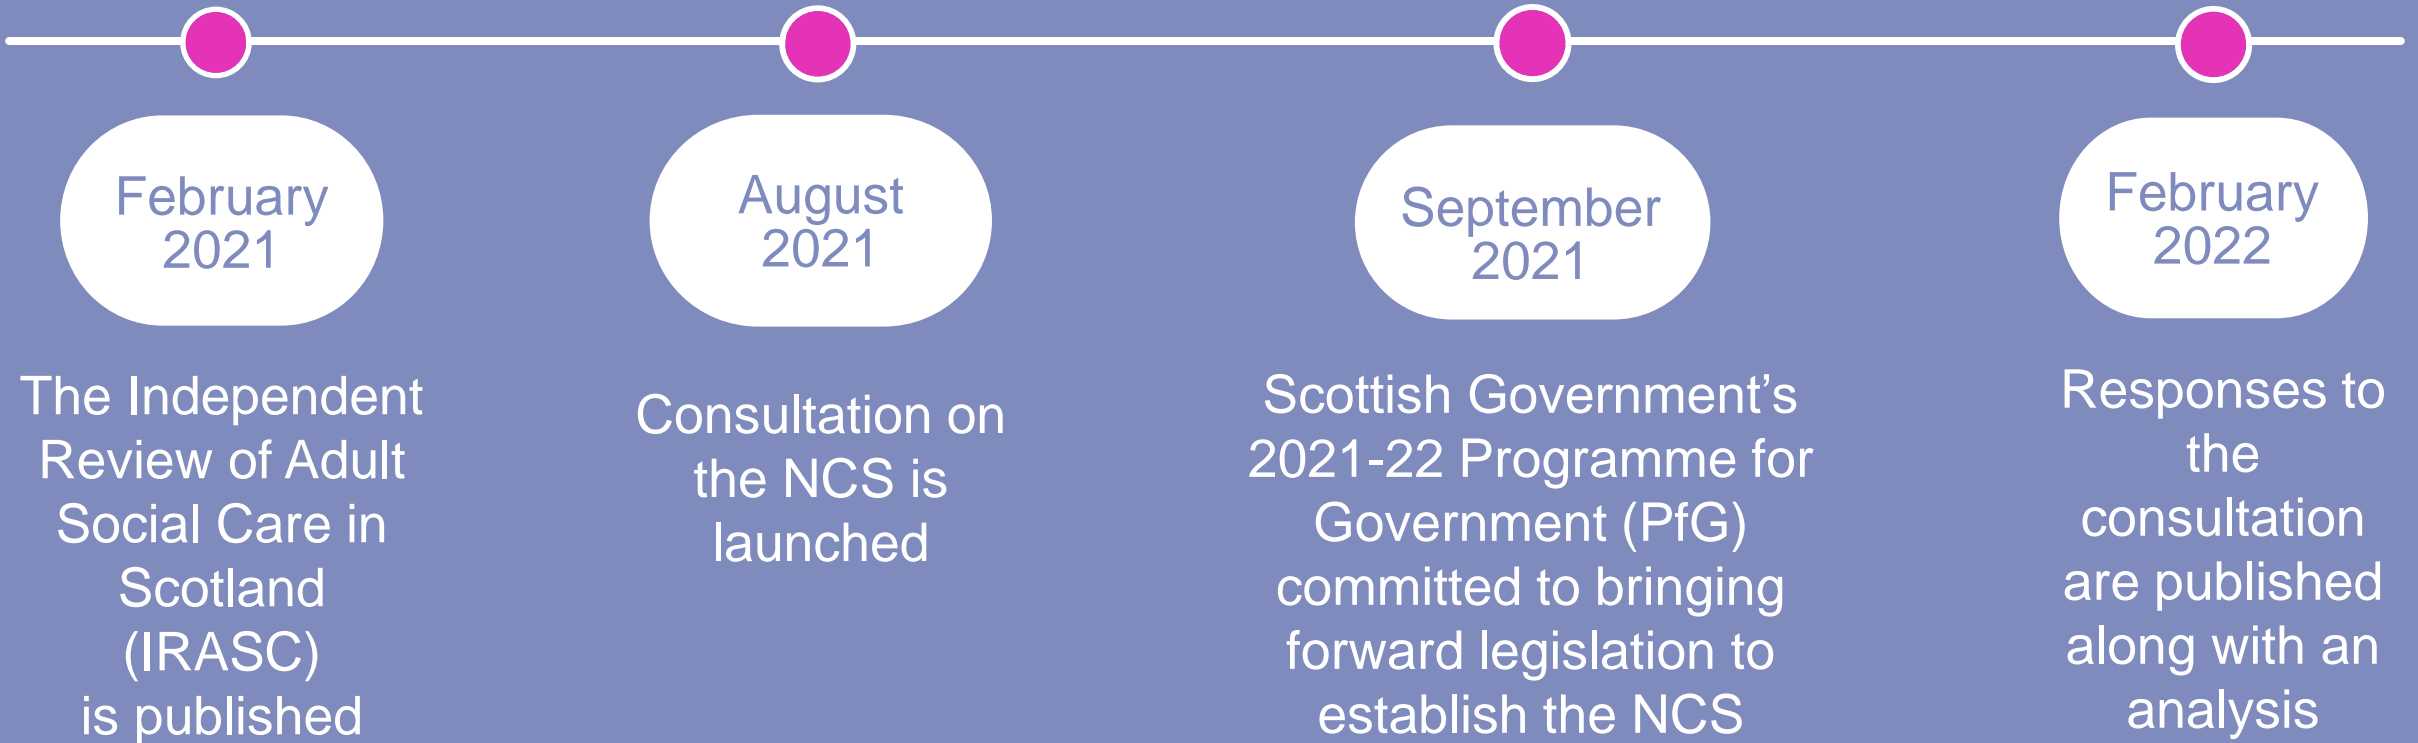 February
2021
The Independent
Review of Adult
Social Care in
Scotland
(IRASC)
is published
August
2021
Consultation on
the NCS is
launched
September
2021
Scottish Government’s
2021-22 Programme for
Government (PfG)
committed to bringing
forward legislation to
establish the NCS
February
2022
Responses to
the
consultation
are published
along with an
analysis